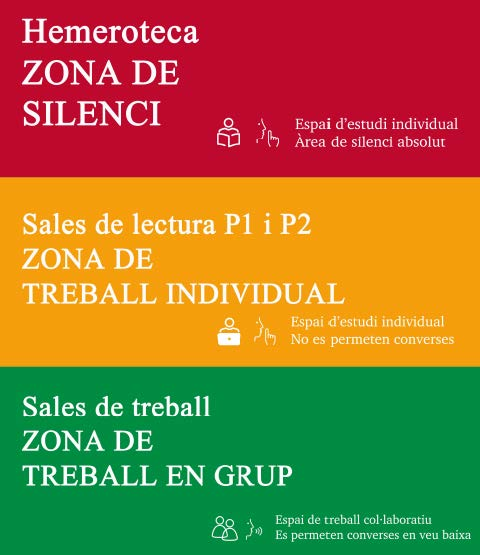 Hemeroteca
ZONA DE
SILENCI
Espai d’estudi individual
Àrea de silenci absolut
Sales de lectura P1 i P2
ZONA DE
TREBALL INDIVIDUAL
Espai d'estudi individual
No es permeten converses
Sales de treball
ZONA DE
TREBALL EN GRUP
Espai de treball col·laboratiu
Es permeten converses en veu baixa